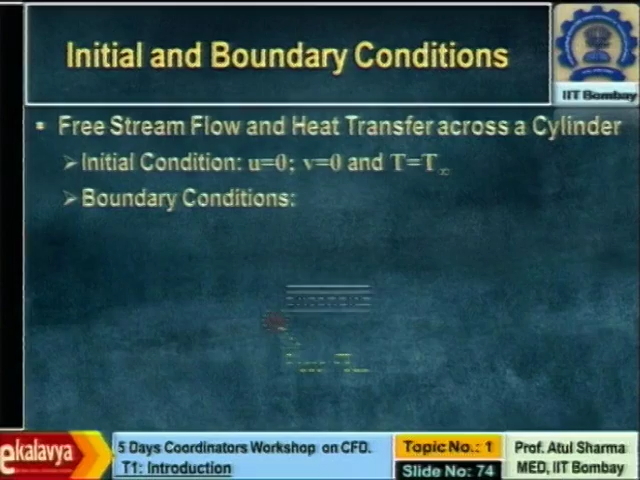 Initial and Boundary Conditions
IIT Bombay
▪ Free Stream Flow and Heat Transfer across a Cylinder
➢Initial Condition: u=0; v=0 and T=T∞
➢Boundary Conditions:
ekalavya
5 Days Coordinators Workshop on CFD.
T1: Introduction
Topic No.: 1
Slide No: 74
Prof. Atul Sharma
MED, IIT Bombay